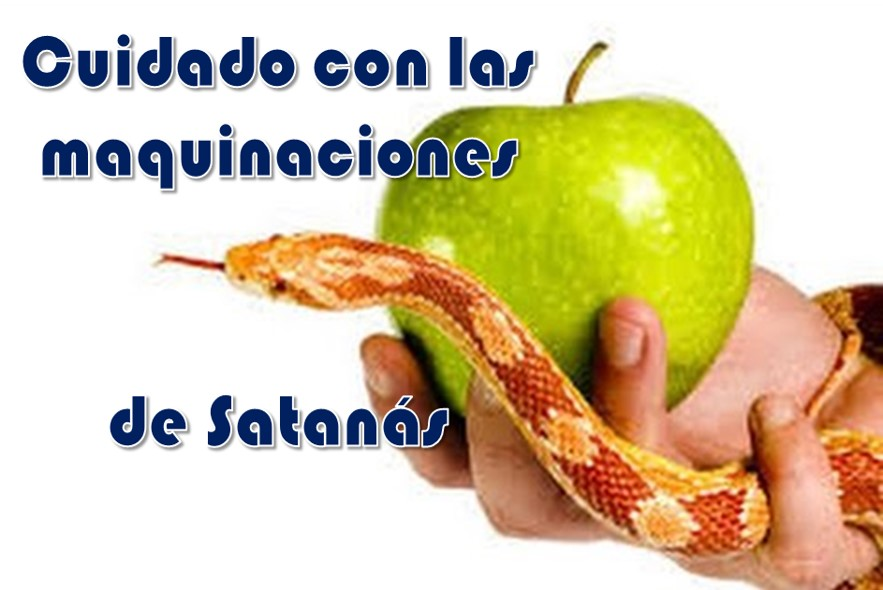 Cuidado con las
maquinaciones
de Satanás